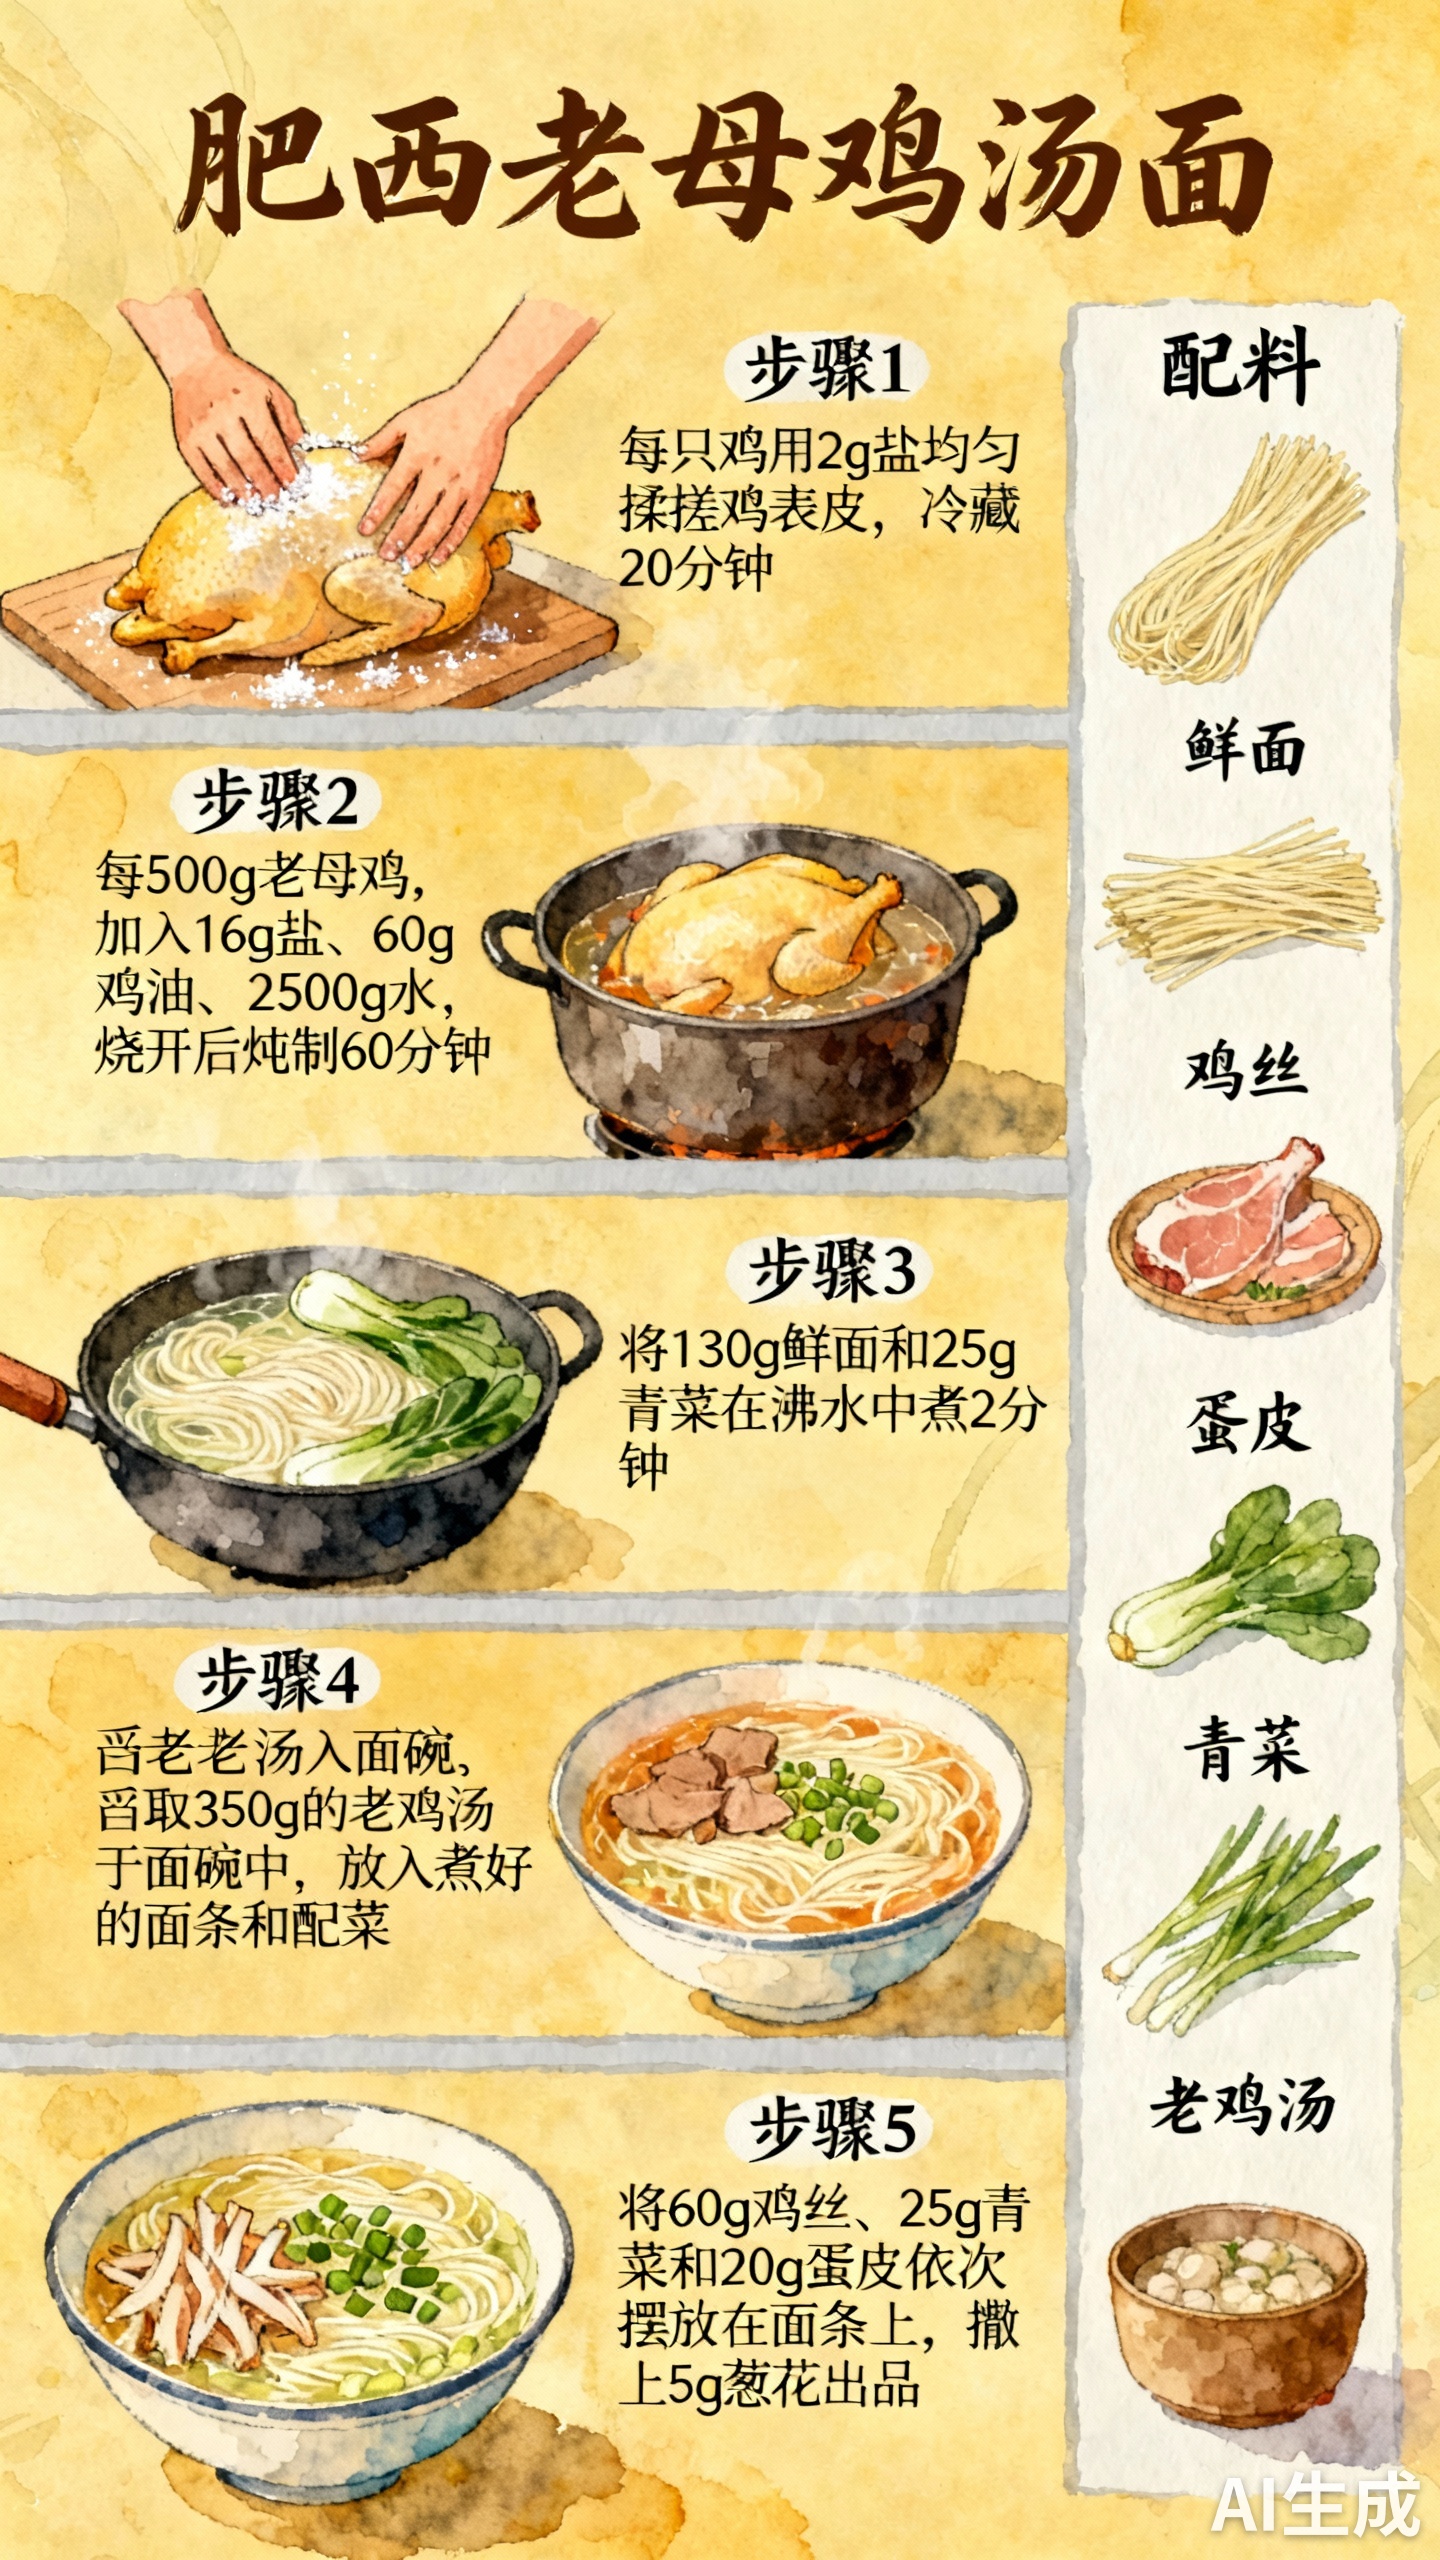 肥西老母鸡汤面
步骤1
每只鸡用2g盐均匀
揉搓鸡表皮，冷藏
20分钟
步骤2
每500g老母鸡，
加入16g盐、60g
鸡油、2500g水，
烧开后炖制60分钟
步骤3
将130g鲜面和25g
青菜在沸水中煮2分
钟
步骤4
老老汤入面碗，
取350g的老鸡汤
于面碗中，放入煮好
的面条和配菜
步骤5
将60g鸡丝、25g青
菜和20g蛋皮依次
摆放在面条上，撒
上5g葱花出品
配料
鲜面
鸡丝
蛋皮
青菜
老鸡汤
AI生成